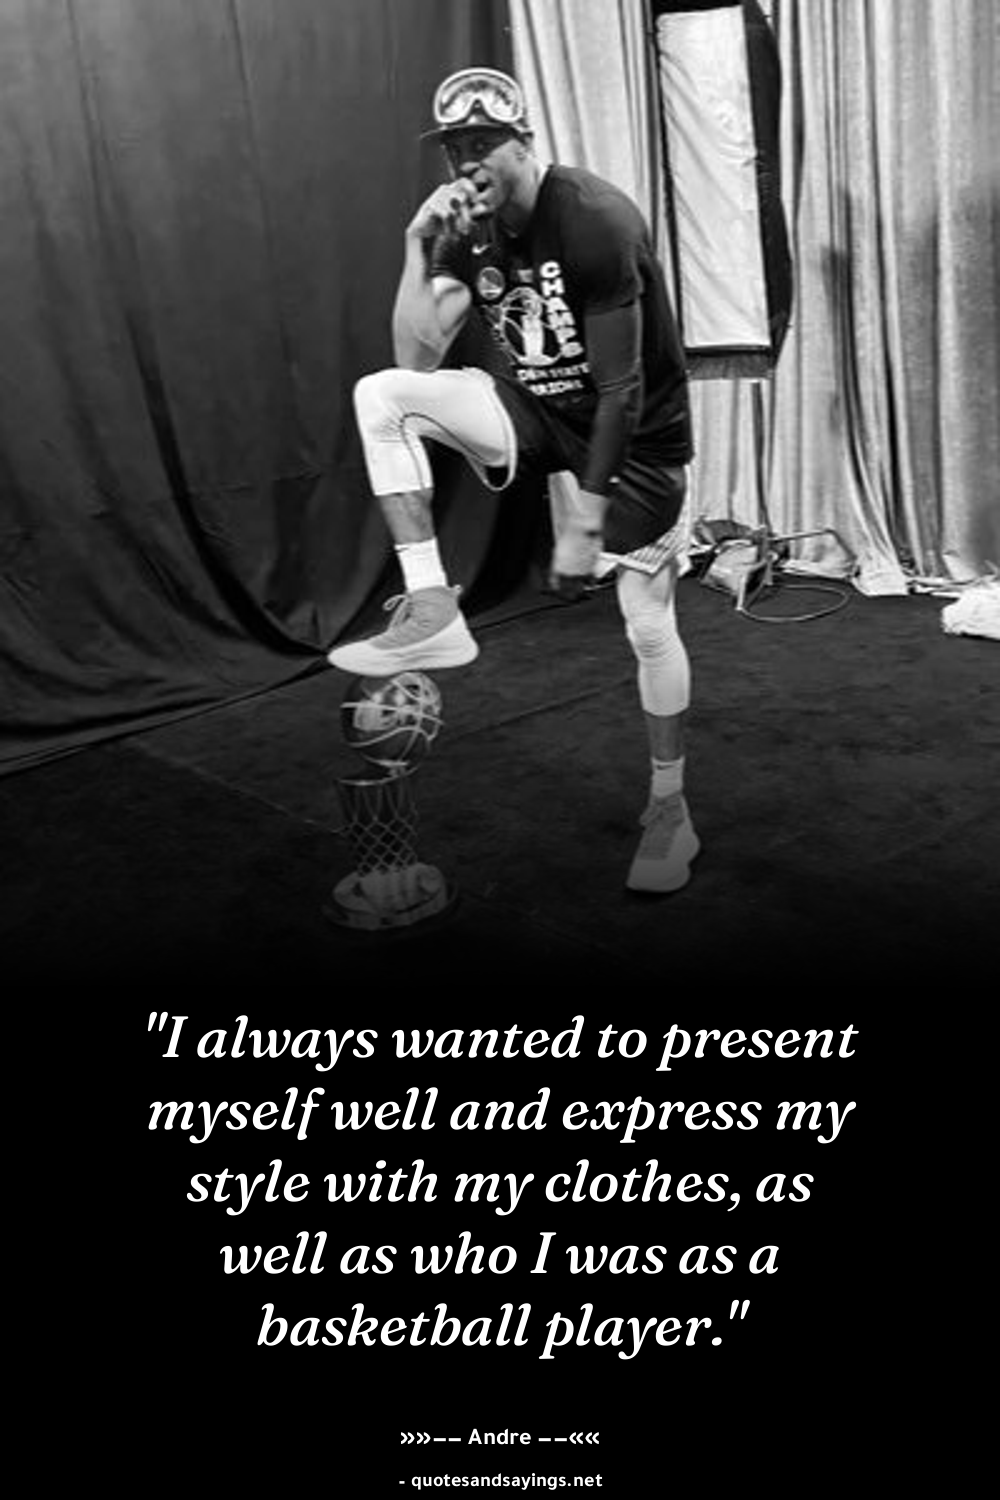 CHAMPS
"I always wanted to present
myself well and express my
style with my clothes, as
well as who I was as a
basketball player."
»»–– Andre ––««
- quotesandsayings.net